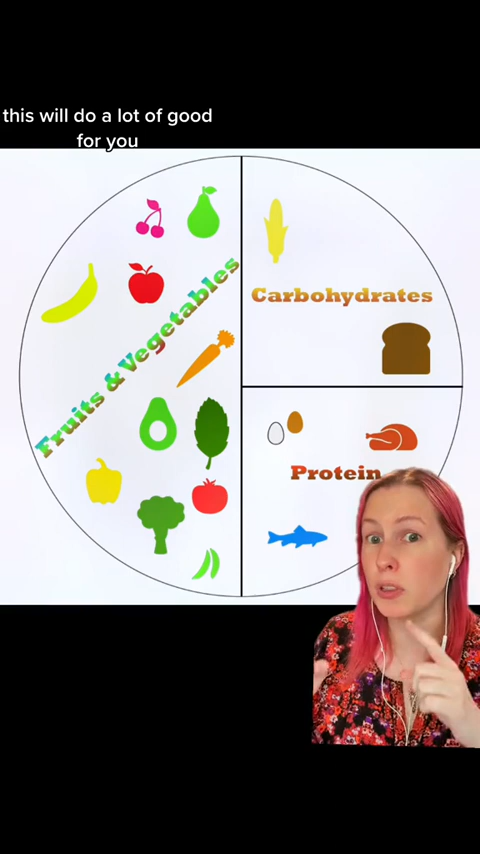 this will do a lot of good
for you
Carbohydrates
Fruits & Vegetables
Protein